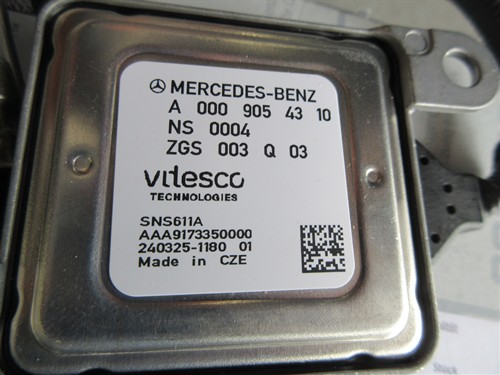 MERCEDES-BENZ
A 000 905 43 10
NS 0004
ZGS 003 Q 03
vitesco
TECHNOLOGIES
SNS611A
AAA9173350000
240325-1180 01
Made in CZE
Stück